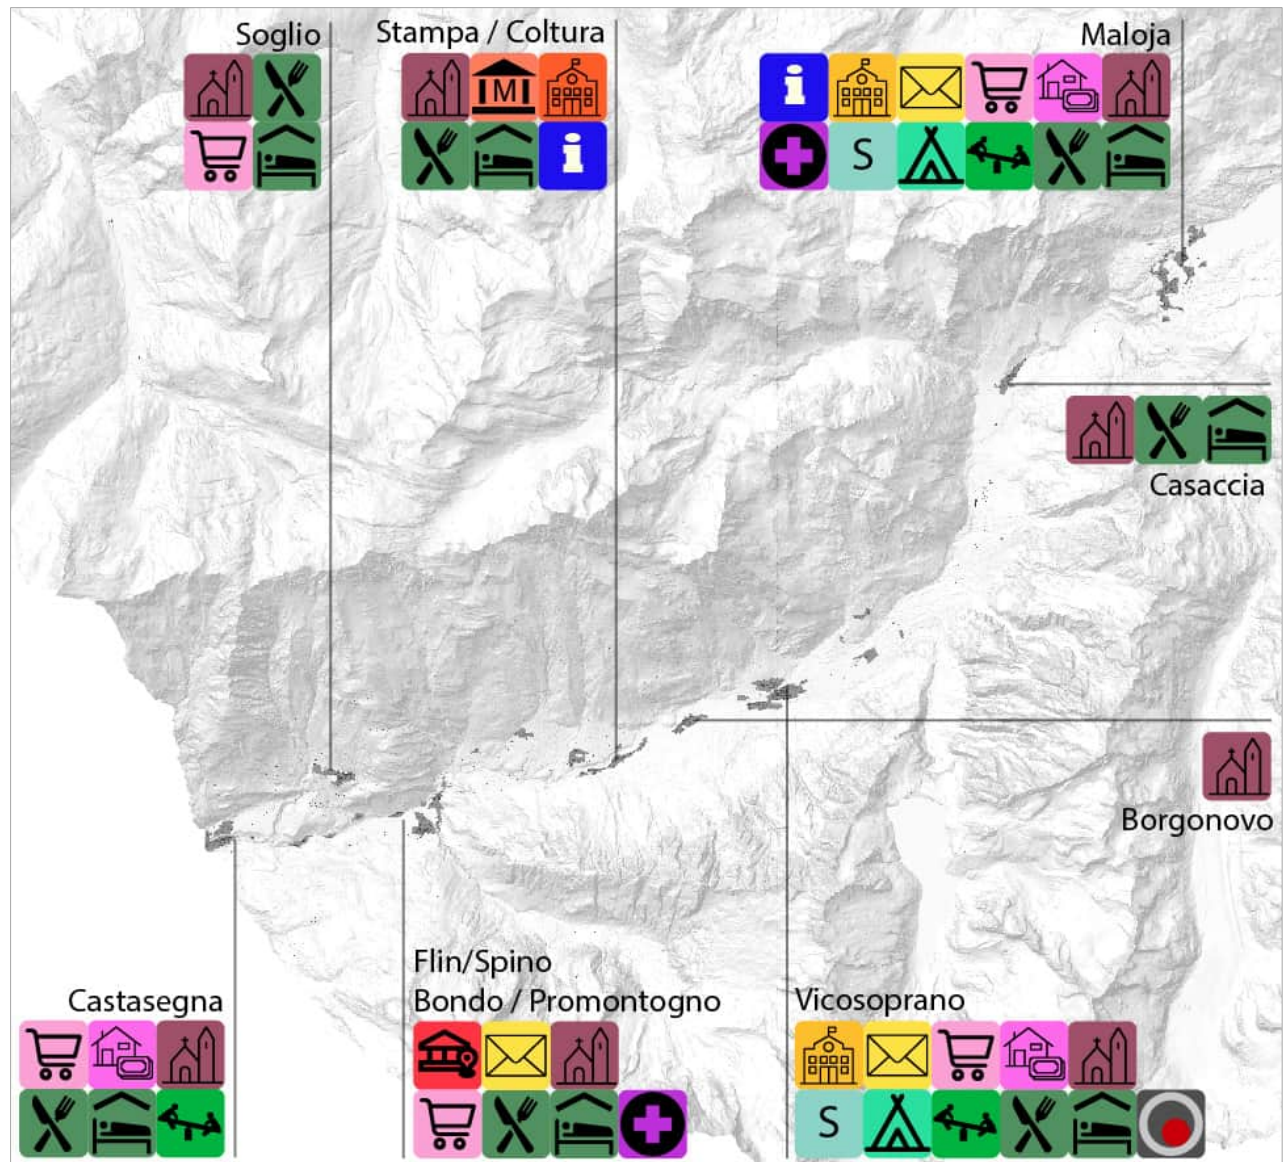 Soglio
Stampa / Coltura
M
i
Maloja
i
S
Casaccia
Borgonovo
Castasegna
Flin/Spino
Bondo / Promontogno
Vicosoprano
S